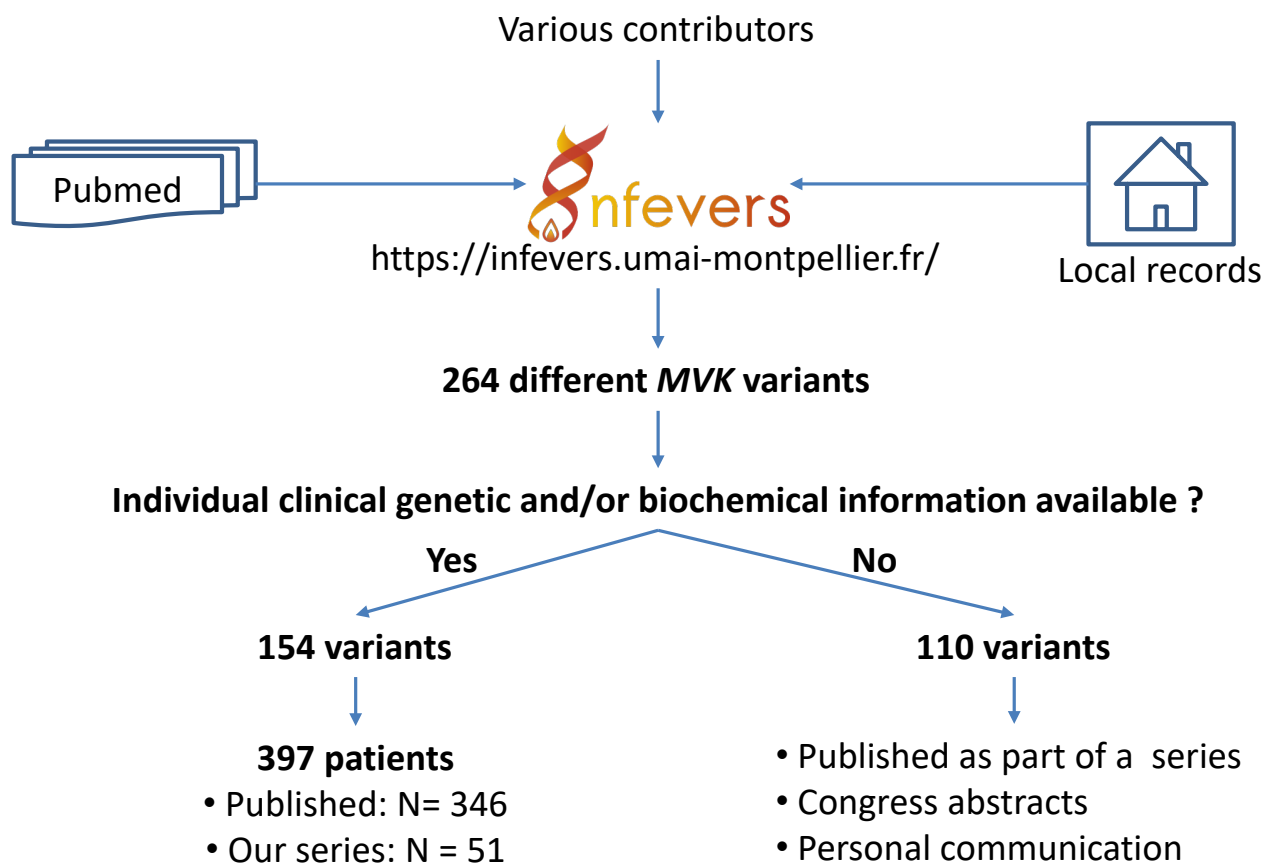 Various contributors
Pubmed
nfevers
https://infevers.umai-montpellier.fr/
Local records
264 different MVK variants
Individual clinical genetic and/or biochemical information available ?
Yes
No
154 variants
110 variants
397 patients
• Published: N= 346
• Our series: N = 51
• Published as part of a  series
• Congress abstracts
• Personal communication